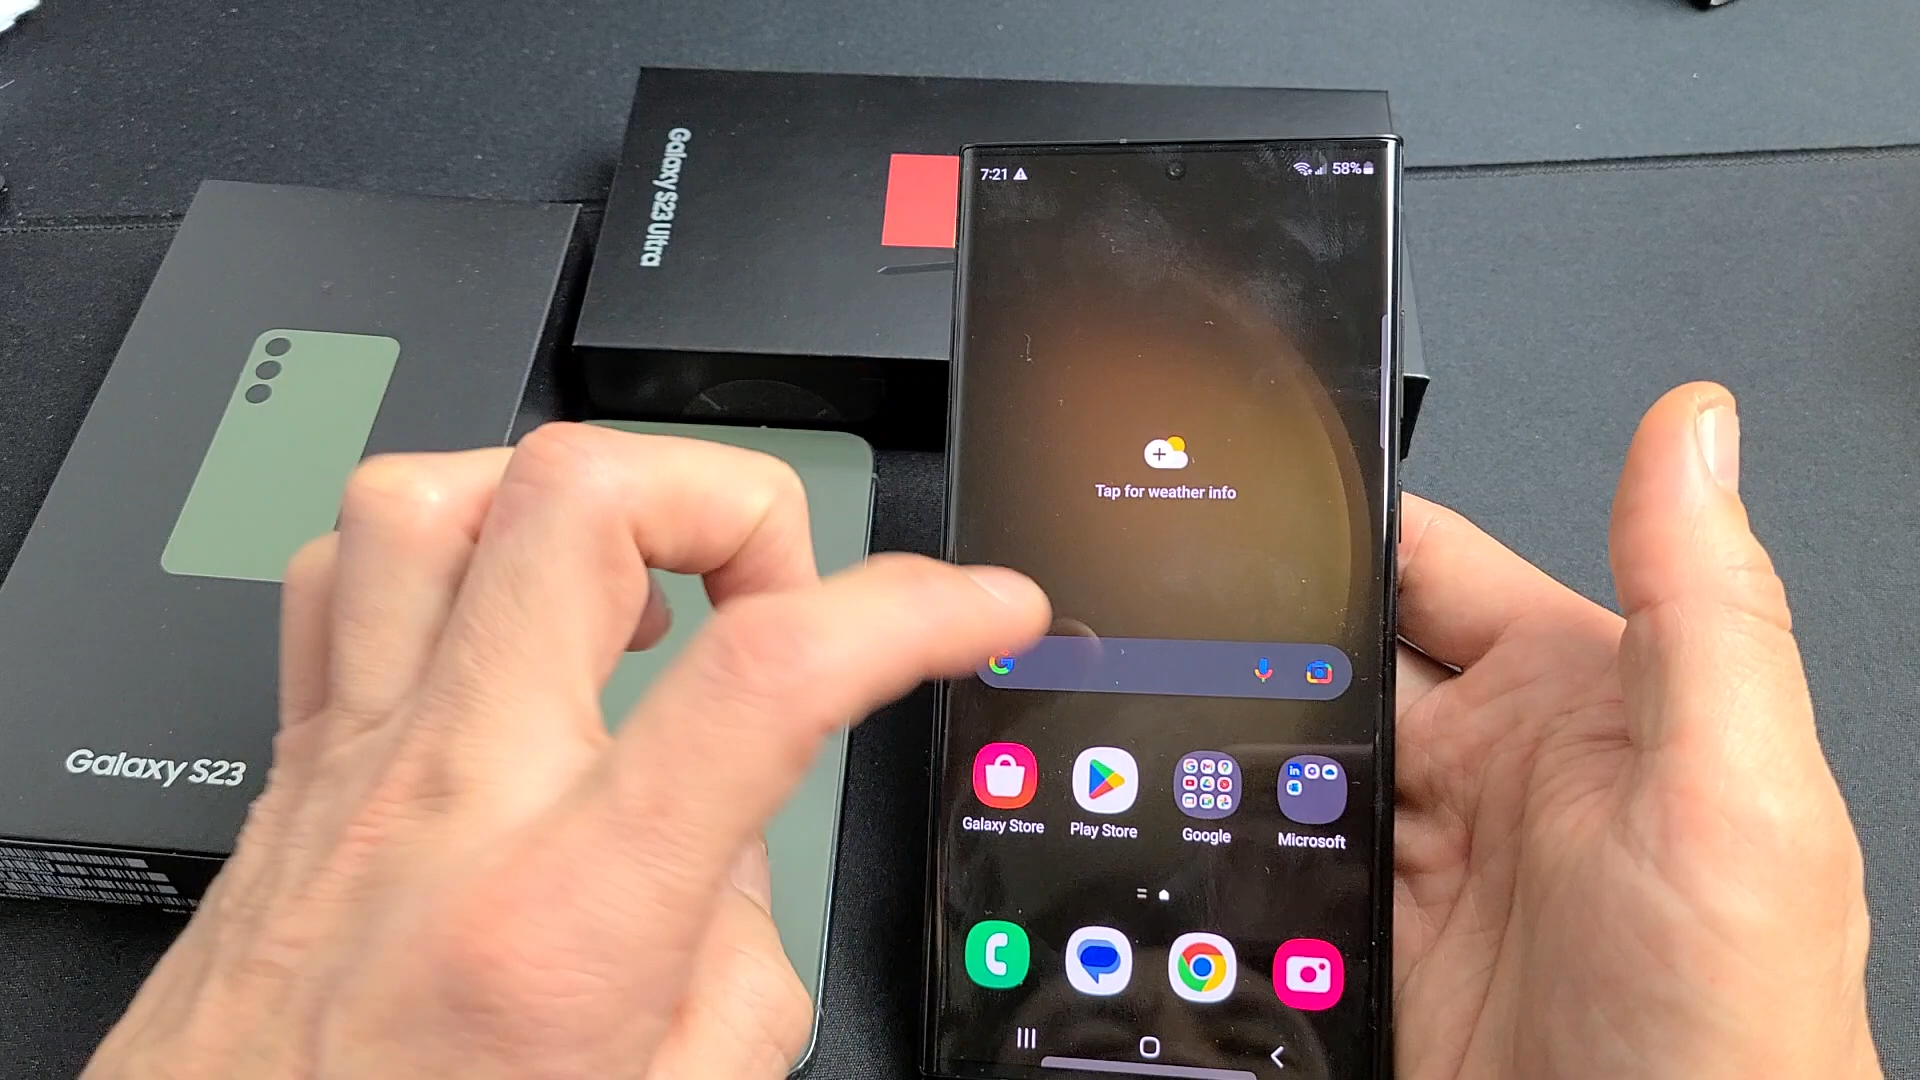 Galaxy S23 Ultra
7:21
58%
Tap for weather info
Galaxy Store
Play Store
Google
Microsoft
Galaxy S23